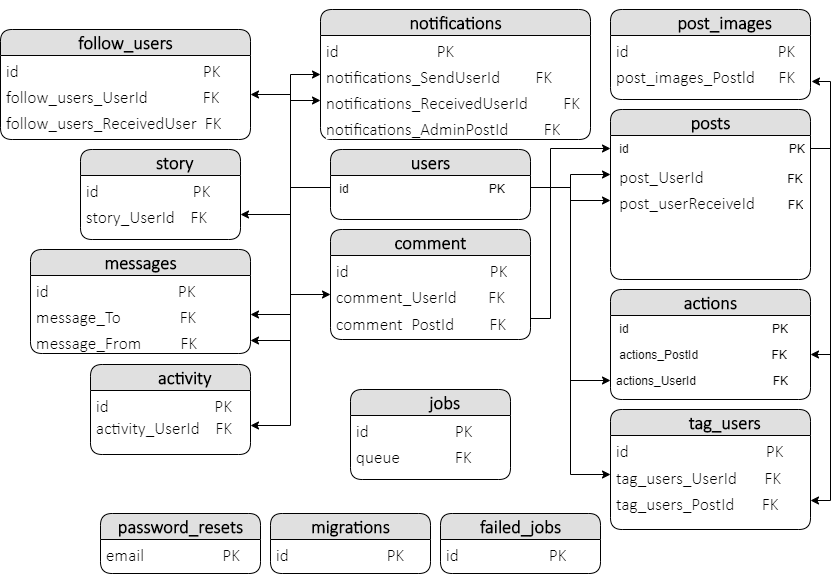 follow_users
id PK
follow_users_UserId FK
follow_users_ReceivedUser FK
notifications
id PK
notifications_SendUserId FK
notifications_ReceivedUserId FK
notifications_AdminPostId FK
post_images
id PK
post_images_PostId FK
story
id PK
story_UserId FK
users
id PK
posts
id PK
post_UserId FK
post_userReceiveId FK
messages
id PK
message_To FK
message_From FK
comment
id PK
comment_UserId FK
comment_PostId FK
actions
id PK
actions_PostId FK
actions_UserId FK
activity
id PK
activity_UserId FK
jobs
id PK
queue FK
tag_users
id PK
tag_users_UserId FK
tag_users_PostId FK
password_resets
email PK
migrations
id PK
failed_jobs
id PK